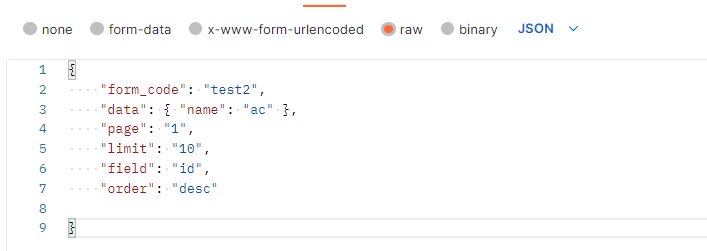 none form-data x-www-form-urlencoded raw binary JSON
1 {
2 "form_code": "test2",
3 "data": { "name": "ac" },
4 "page": "1",
5 "limit": "10",
6 "field": "id",
7 "order": "desc"
8
9 }